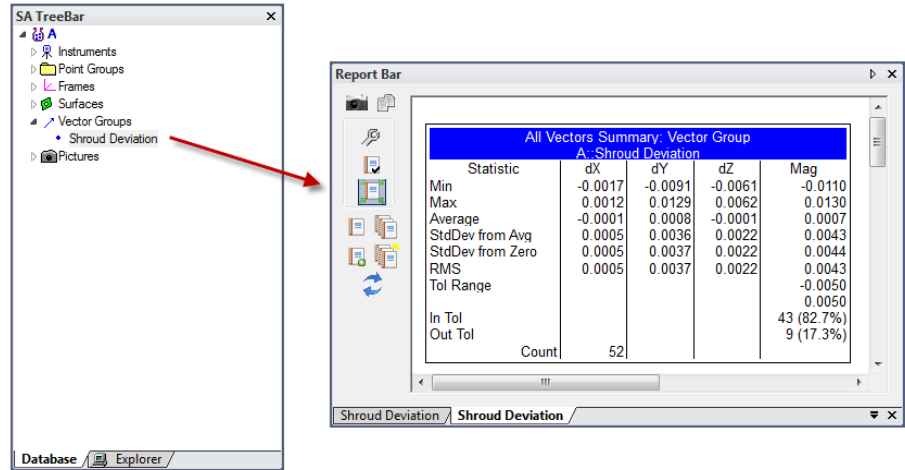 SA TreeBar
A
Instruments
Point Groups
Frames
Surfaces
Vector Groups
Shroud Deviation
Pictures
Database Explorer
Report Bar
All Vectors Summary: Vector Group
A::Shroud Deviation
Statistic dX dY dZ Mag
Min -0.0017 -0.0091 -0.0061 -0.0110
Max 0.0012 0.0129 0.0062 0.0130
Average -0.0001 0.0008 -0.0001 0.0007
StdDev from Avg 0.0005 0.0036 0.0022 0.0043
StdDev from Zero 0.0005 0.0037 0.0022 0.0044
RMS 0.0005 0.0037 0.0022 0.0043
Tol Range -0.0050
0.0050
In Tol 43 (82.7%)
Out Tol 9 (17.3%)
Count 52
Shroud Deviation Shroud Deviation